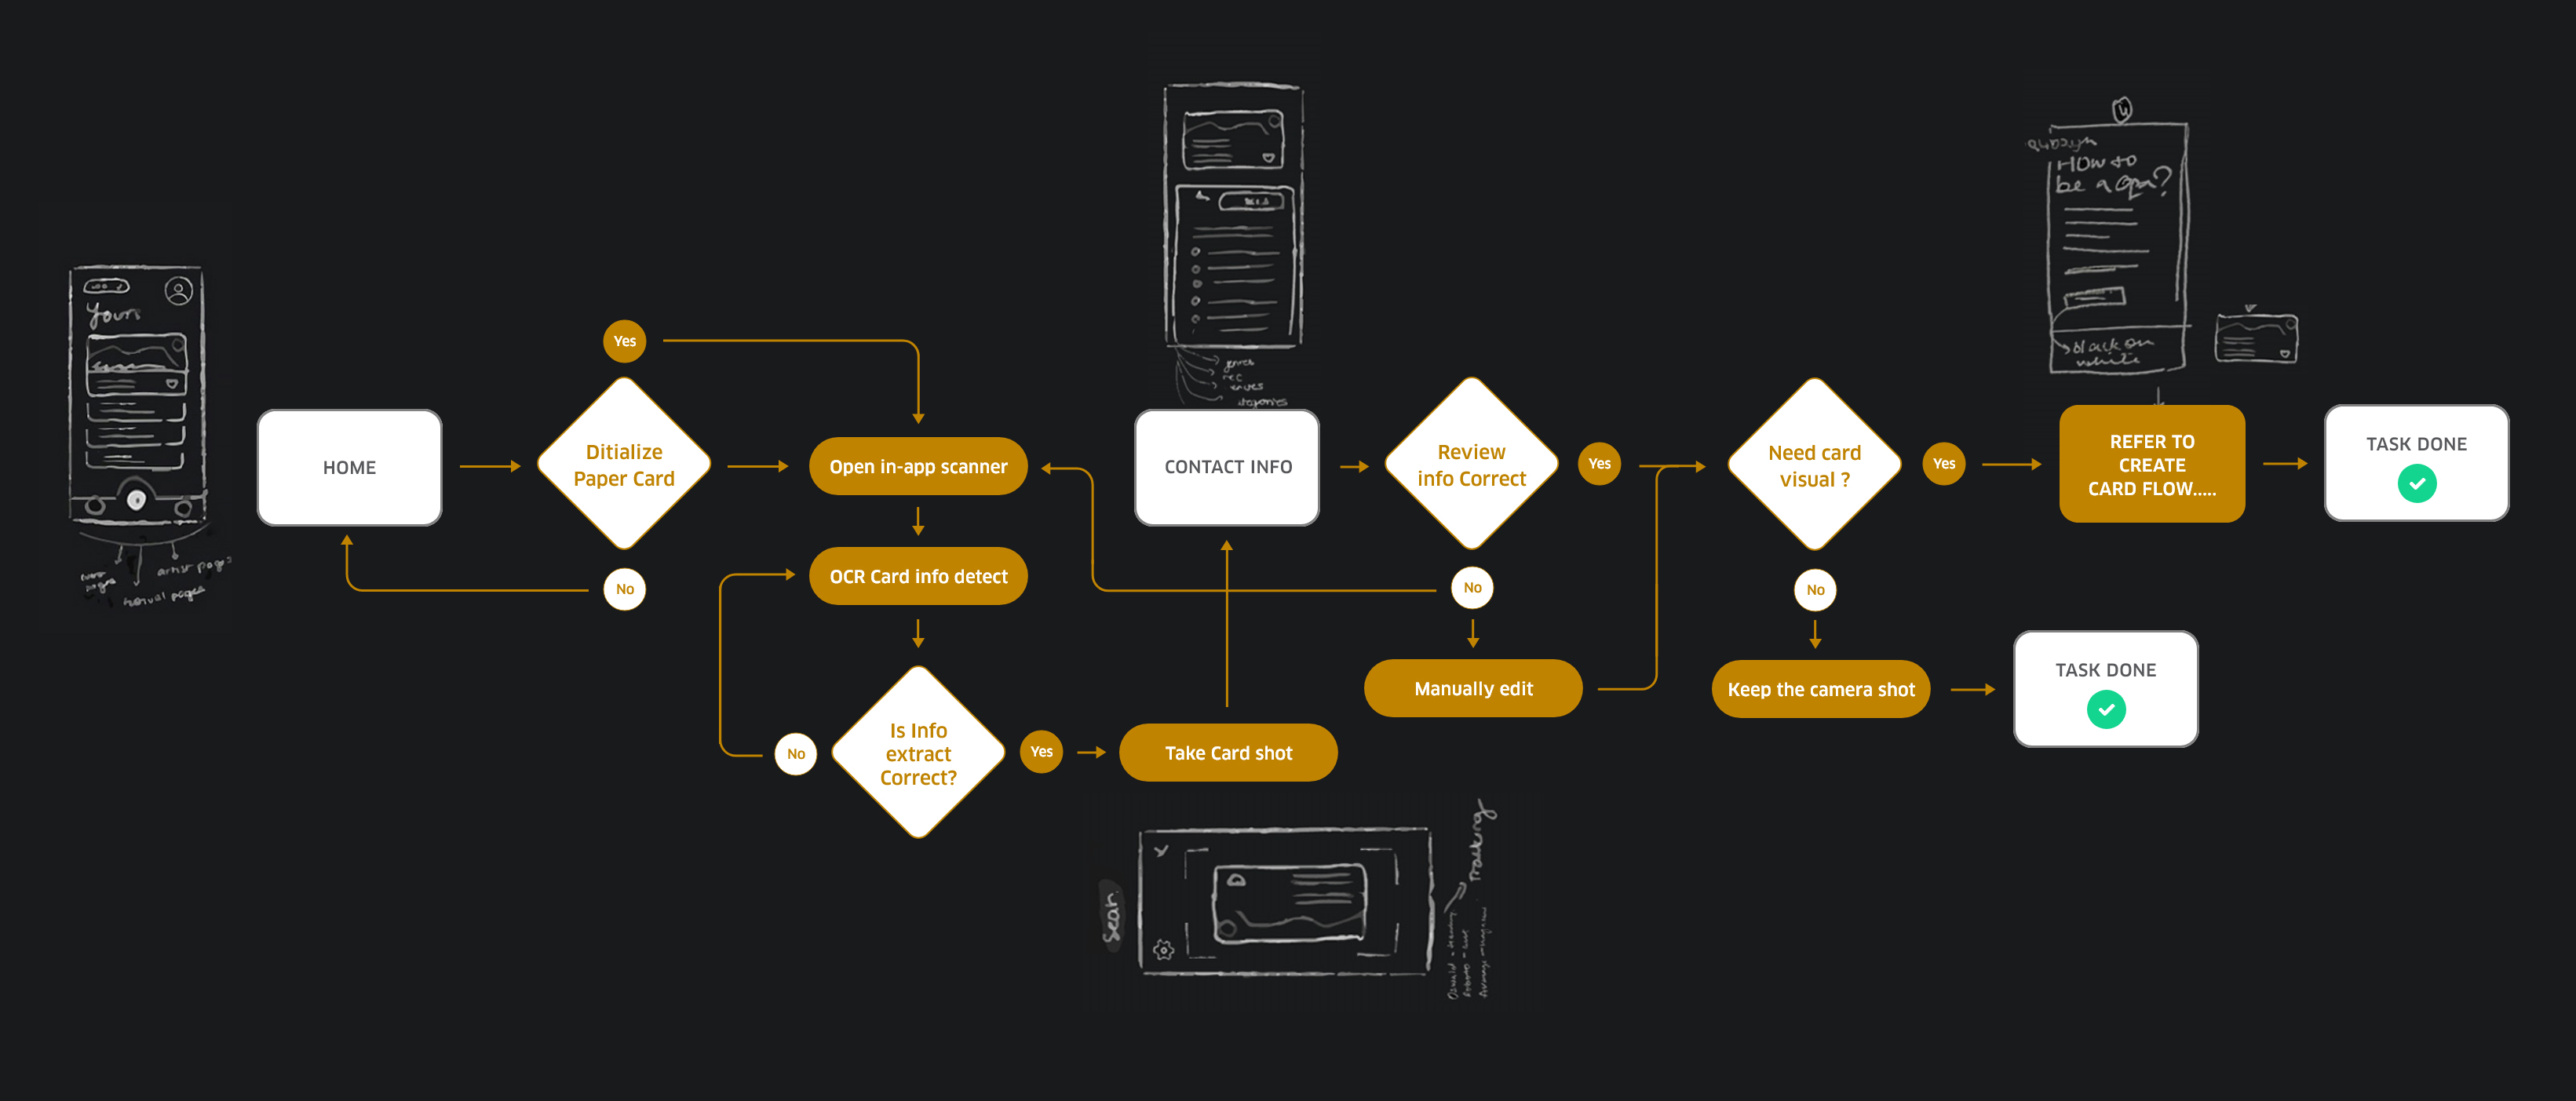 Yours
artist pages
HOME
Yes
Ditialize
Paper Card
No
Open in-app scanner
OCR Card info detect
Is Info
extract
Correct?
No
Yes
Take Card shot
genres
CONTACT INFO
Review
info Correct
Yes
No
Manually edit
Need card
visual ?
Yes
No
Keep the camera shot
TASK DONE
How to
be a
black on
white
REFER TO
CREATE
CARD FLOW.....
TASK DONE
Scan
Tracking